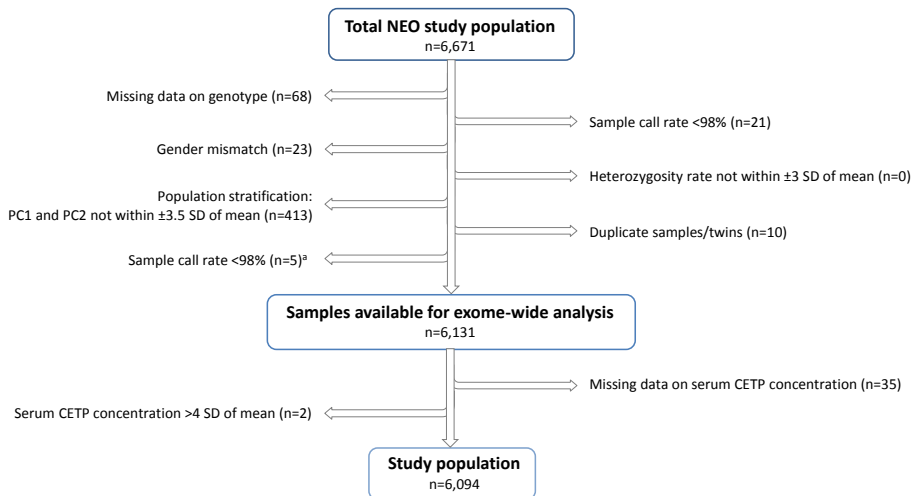 Total NEO study population
n=6,671
Missing data on genotype (n=68)
Sample call rate <98% (n=21)
Gender mismatch (n=23)
Heterozygosity rate not within ±3 SD of mean (n=0)
Population stratification:
PC1 and PC2 not within ±3.5 SD of mean (n=413)
Duplicate samples/twins (n=10)
Sample call rate <98% (n=5)ᵃ
Samples available for exome-wide analysis
n=6,131
Missing data on serum CETP concentration (n=35)
Serum CETP concentration >4 SD of mean (n=2)
Study population
n=6,094